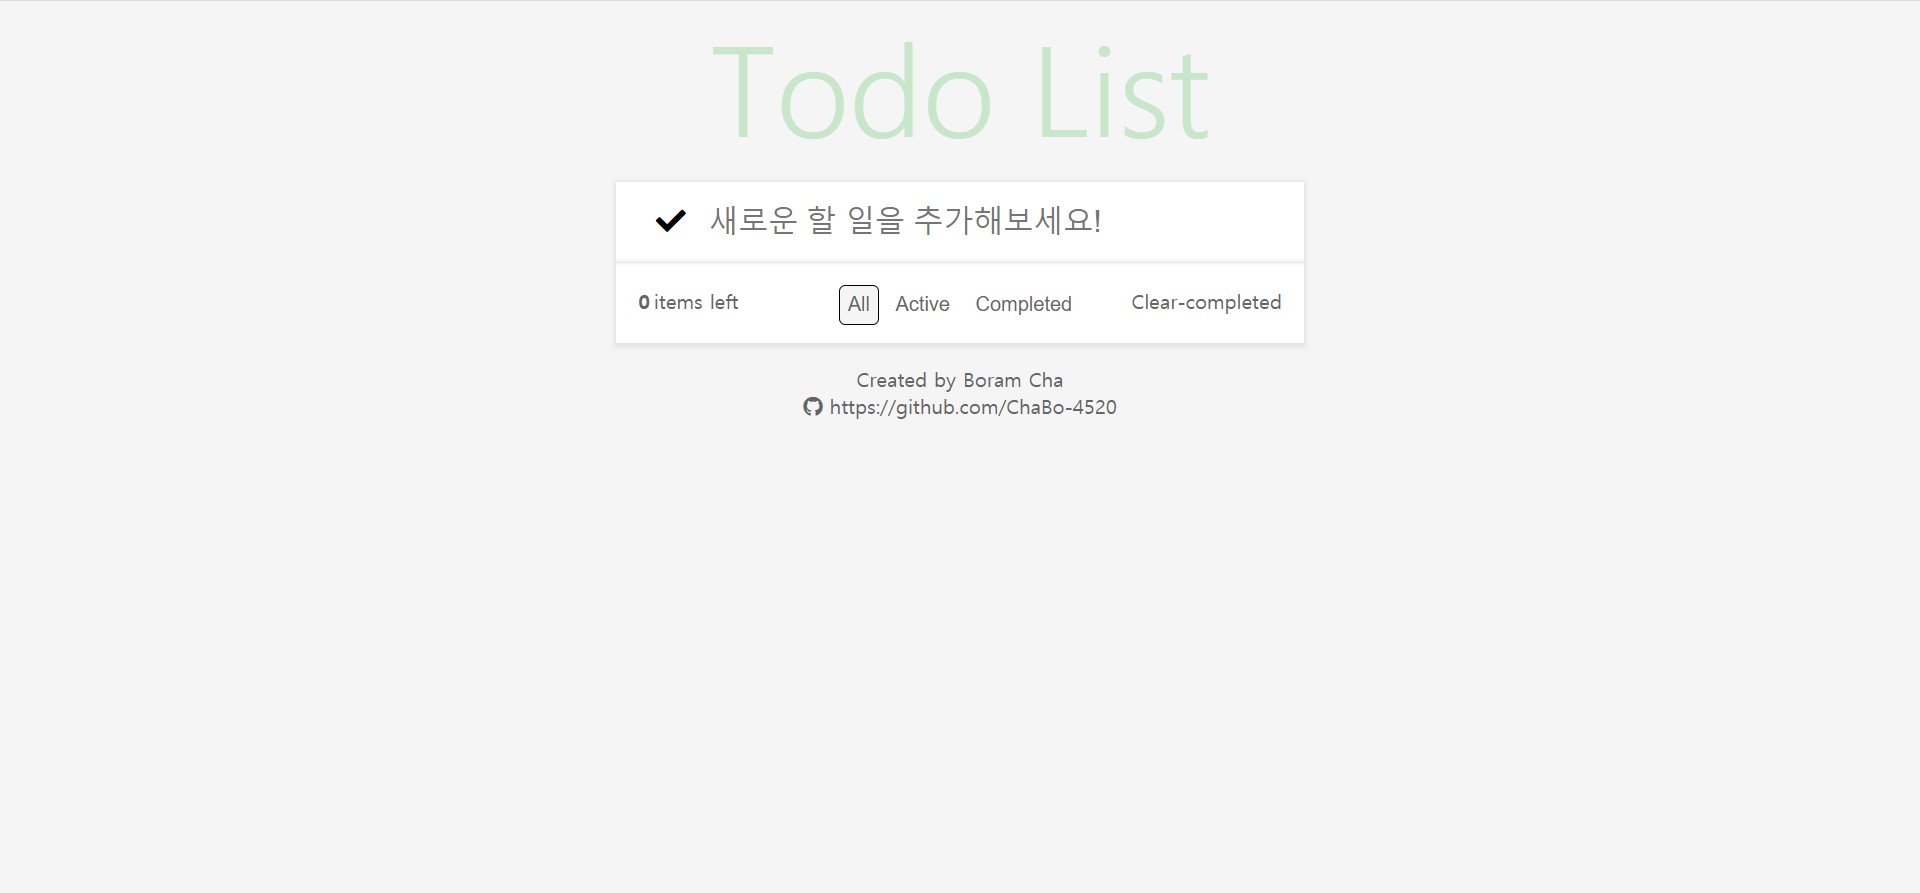 Todo List
새로운 할 일을 추가해보세요!
0 items left All Active Completed Clear-completed
Created by Boram Cha
https://github.com/ChaBo-4520